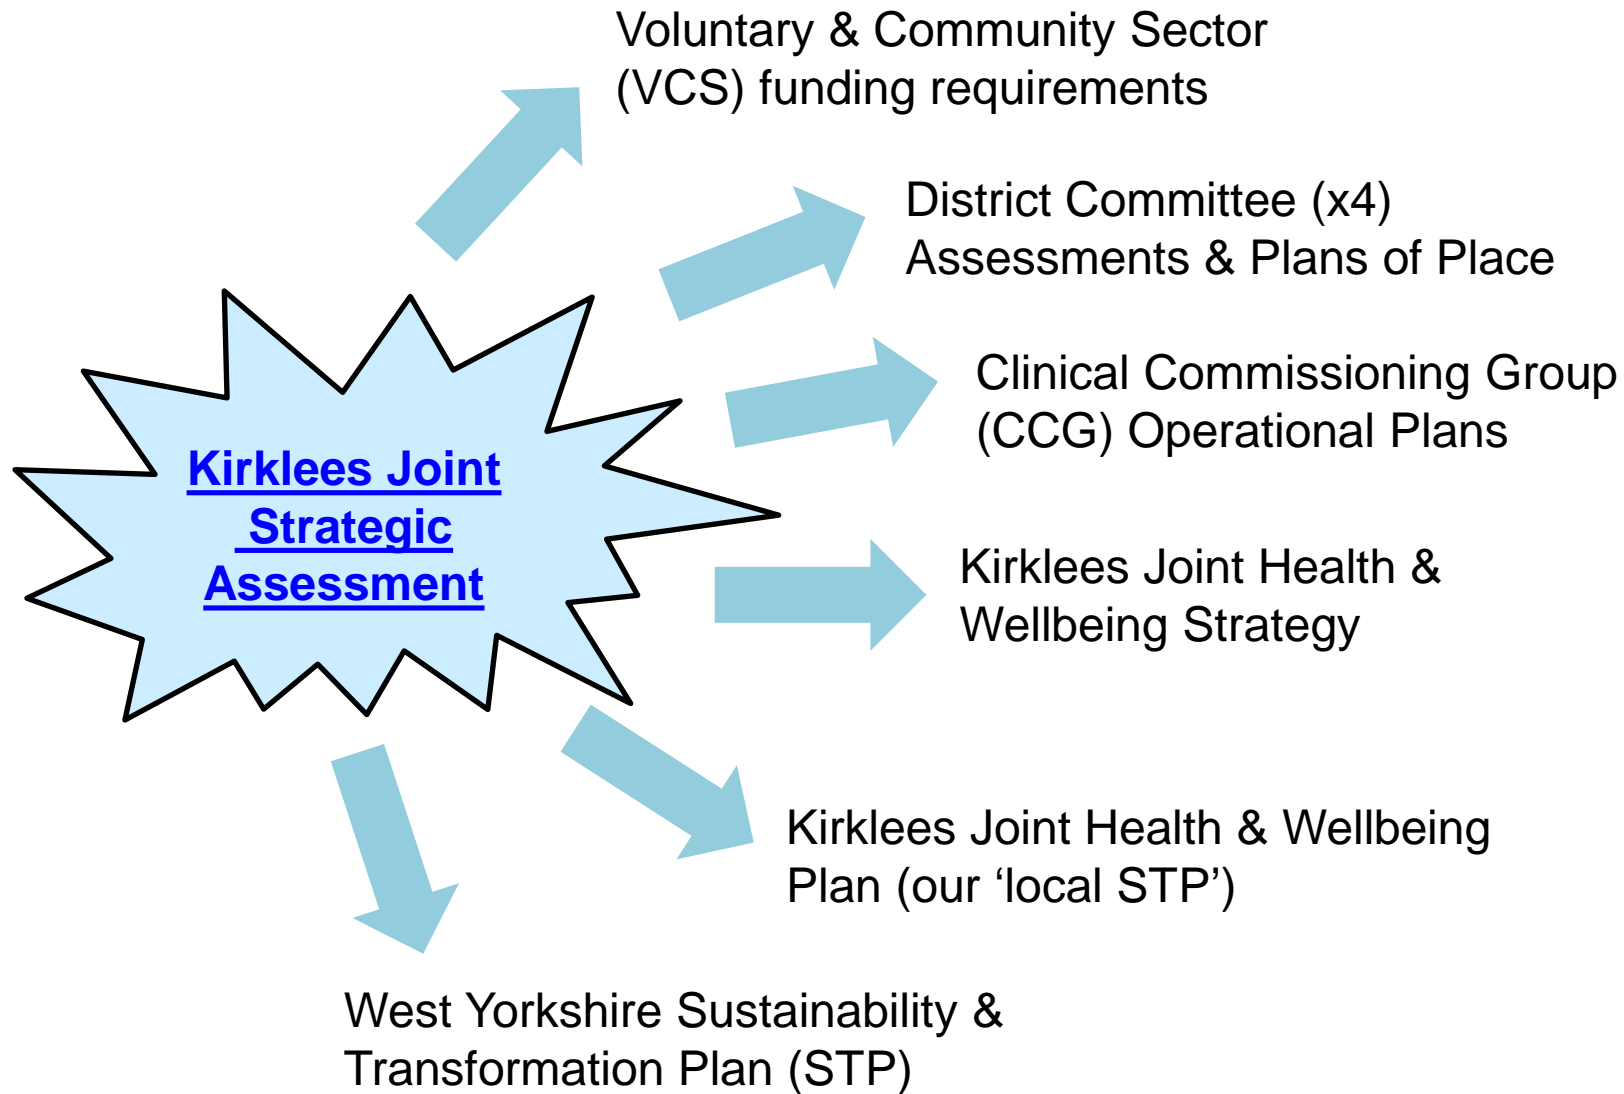 Voluntary & Community Sector
(VCS) funding requirements
District Committee (x4)
Assessments & Plans of Place
Clinical Commissioning Group
(CCG) Operational Plans
Kirklees Joint
Strategic
Assessment
Kirklees Joint Health &
Wellbeing Strategy
Kirklees Joint Health & Wellbeing
Plan (our ‘local STP’)
West Yorkshire Sustainability &
Transformation Plan (STP)